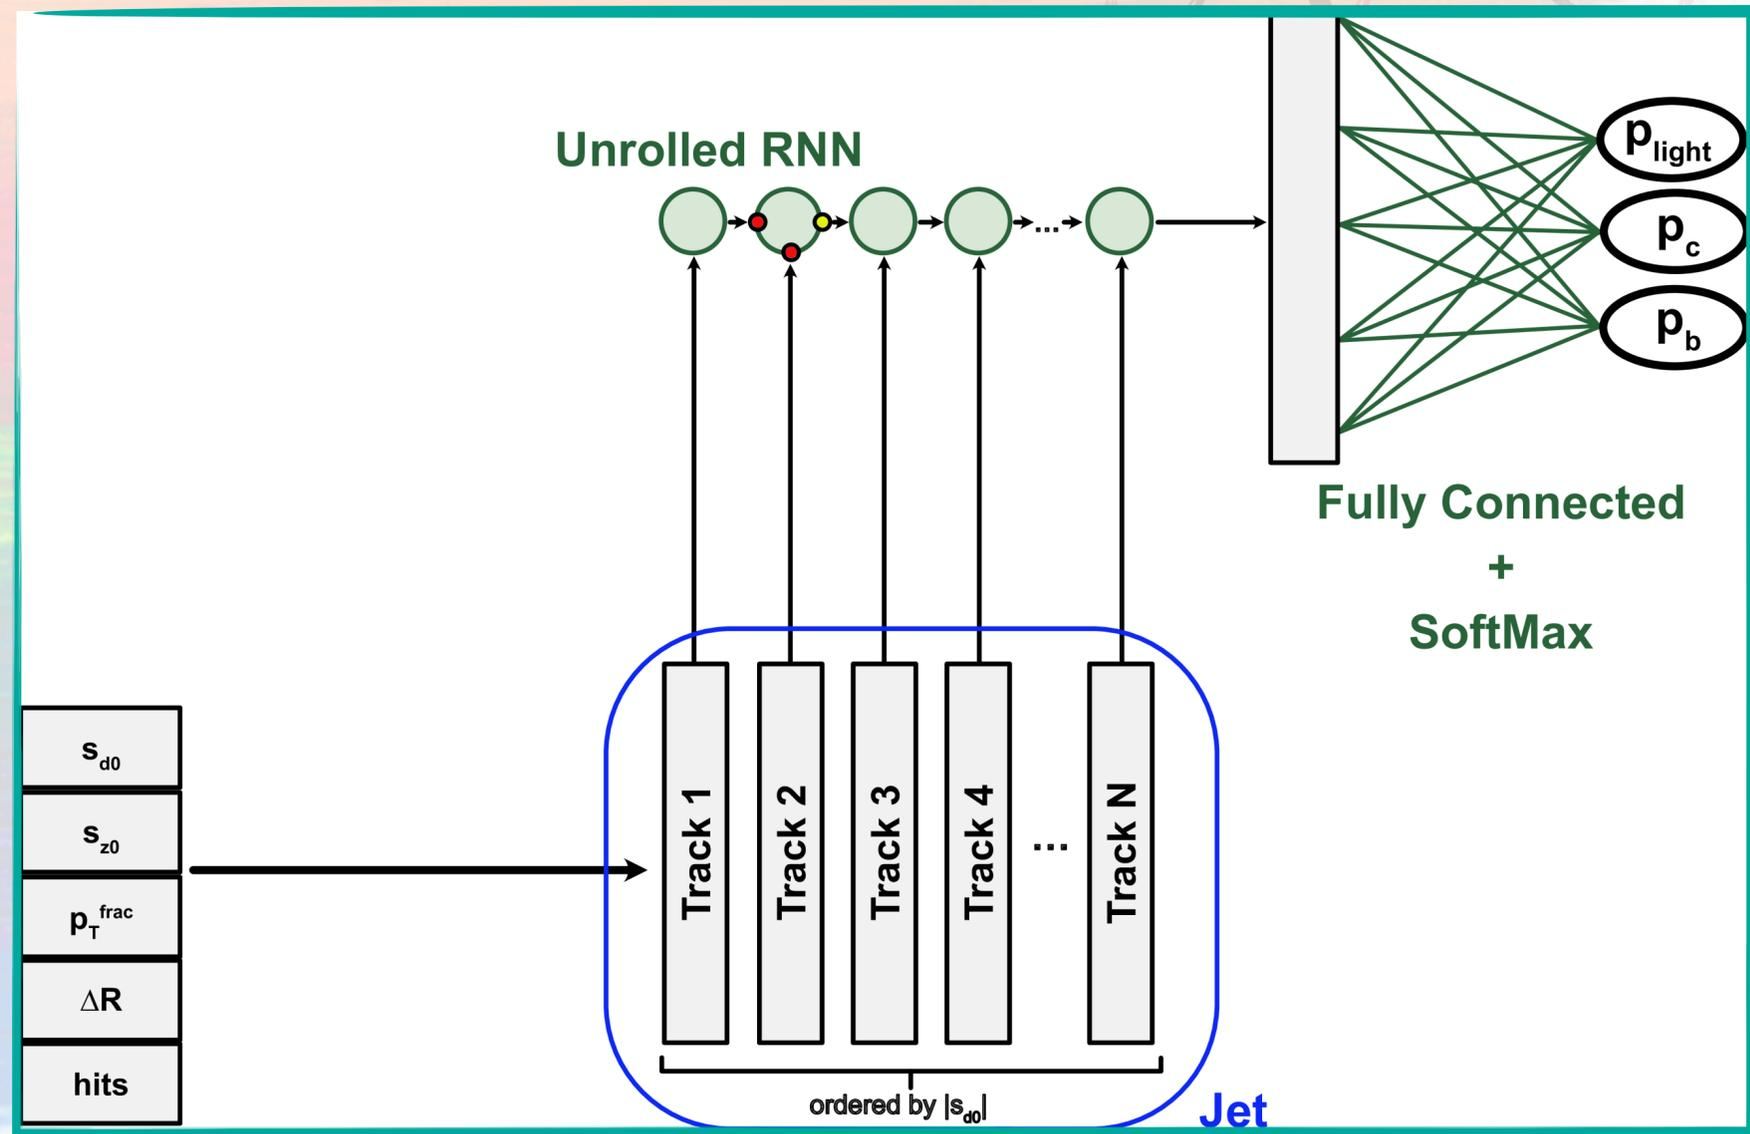 Unrolled RNN
...
p_light
p_c
p_b
Fully Connected
+
SoftMax
s_d0
s_z0
p_T^frac
ΔR
hits
Track 1
Track 2
Track 3
Track 4
...
Track N
ordered by |s_d0|
Jet